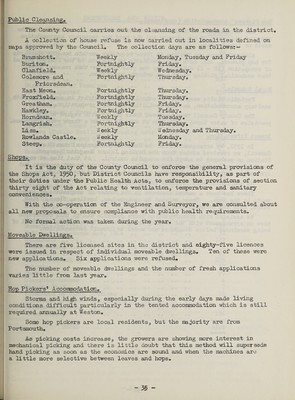 Public Cleansing.
The County Council carries out the cleansing of the roads in the district.
A collection of house refuse is now carried out in localities defined on
maps approved by the Council. The collection days are as follows:-
Bramshott. Weekly Monday, Tuesday and Friday
Buriton. Fortnightly Friday.
Clanfield. Weekly Wednesday.
Colemore and Fortnightly Thursday.
Priorsdean.
East Meon. Fortnightly Thursday.
Froxfield. Fortnightly Thursday.
Greatham. Fortnightly Friday.
Hawkley. Fortnightly Friday.
Horndean. Weekly Tuesday.
Langrish. Fortnightly Thursday.
Liss. Weekly Wednesday and Thursday.
Rowlands Castle. Weekly Monday.
Steep. Fortnightly Friday.
Shops.
It is the duty of the County Council to enforce the general provisions of
the Shops Act, 1950, but District Councils have responsibility, as part of
their duties under the Public Health Acts, to enforce the provisions of section
thirty eight of the Act relating to ventilation, temperature and sanitary
conveniences.
With the co-operation of the Engineer and Surveyor, we are consulted about
all new proposals to ensure compliance with public health requirements.
No formal action was taken during the year.
Moveable Dwellings.
There are five licensed sites in the district and eighty-five licences
were issued in respect of individual moveable dwellings. Ten of these were
new applications. Six applications were refused.
The number of moveable dwellings and the number of fresh applications
varies little from last year.
Hop Pickers' Accommodation.
Storms and high winds, especially during the early days made living
conditions difficult particularly in the tented accommodation which is still
required annually at Weston.
Some hop pickers are local residents, but the majority are from
Portsmouth.
As picking costs increase, the growers are showing more interest in
mechanical picking and there is little doubt that this method will supersede
hand picking as soon as the economics are sound and when the machines are
a little more selective between leaves and hops.
- 36 -